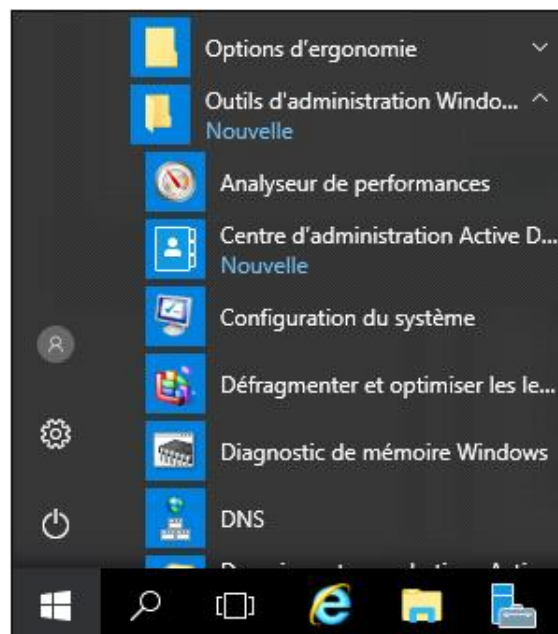 Options d'ergonomie
Outils d'administration Windo...
Nouvelle
Analyseur de performances
Centre d'administration Active D...
Nouvelle
Configuration du système
Défragmenter et optimiser les le...
Diagnostic de mémoire Windows
DNS